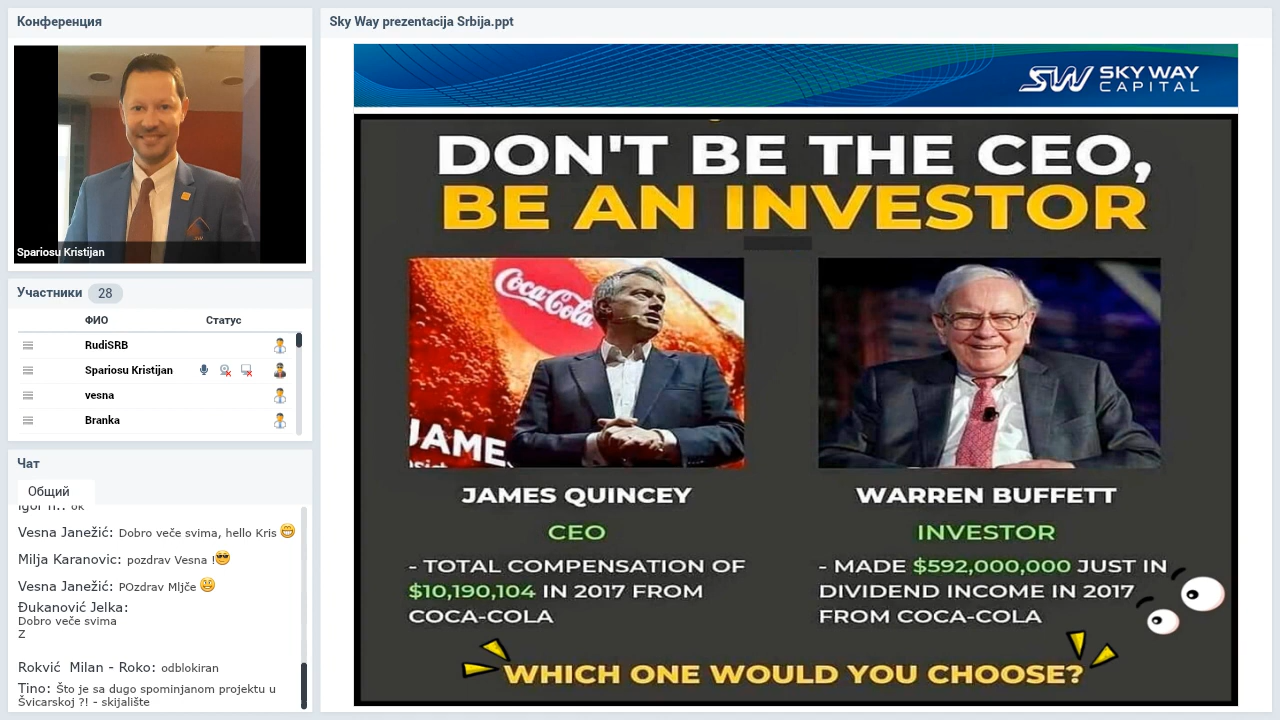 Конференция
Spariosu Kristijan
Участники 28
ФИО Статус
RudiSRB
Spariosu Kristijan
vesna
Branka
Чат
Общий
ok
Vesna Janežić: Dobro veče svima, hello Kris
Milja Karanovic: pozdrav Vesna !
Vesna Janežić: POzdrav Mljče
Đukanović Jelka:
Dobro veče svima
Z
Rokvić Milan - Roko: odblokiran
Tino: Što je sa dugo spominjanom projektu u
Švicarskoj ?! - skijalište
Sky Way prezentacija Srbija.ppt
SW SKY WAY
CAPITAL
DON'T BE THE CEO,
BE AN INVESTOR
Coca-Cola
JAME
JAMES QUINCEY
CEO
- TOTAL COMPENSATION OF
$10,190,104 IN 2017 FROM
COCA-COLA
WARREN BUFFETT
INVESTOR
- MADE $592,000,000 JUST IN
DIVIDEND INCOME IN 2017
FROM COCA-COLA
WHICH ONE WOULD YOU CHOOSE?